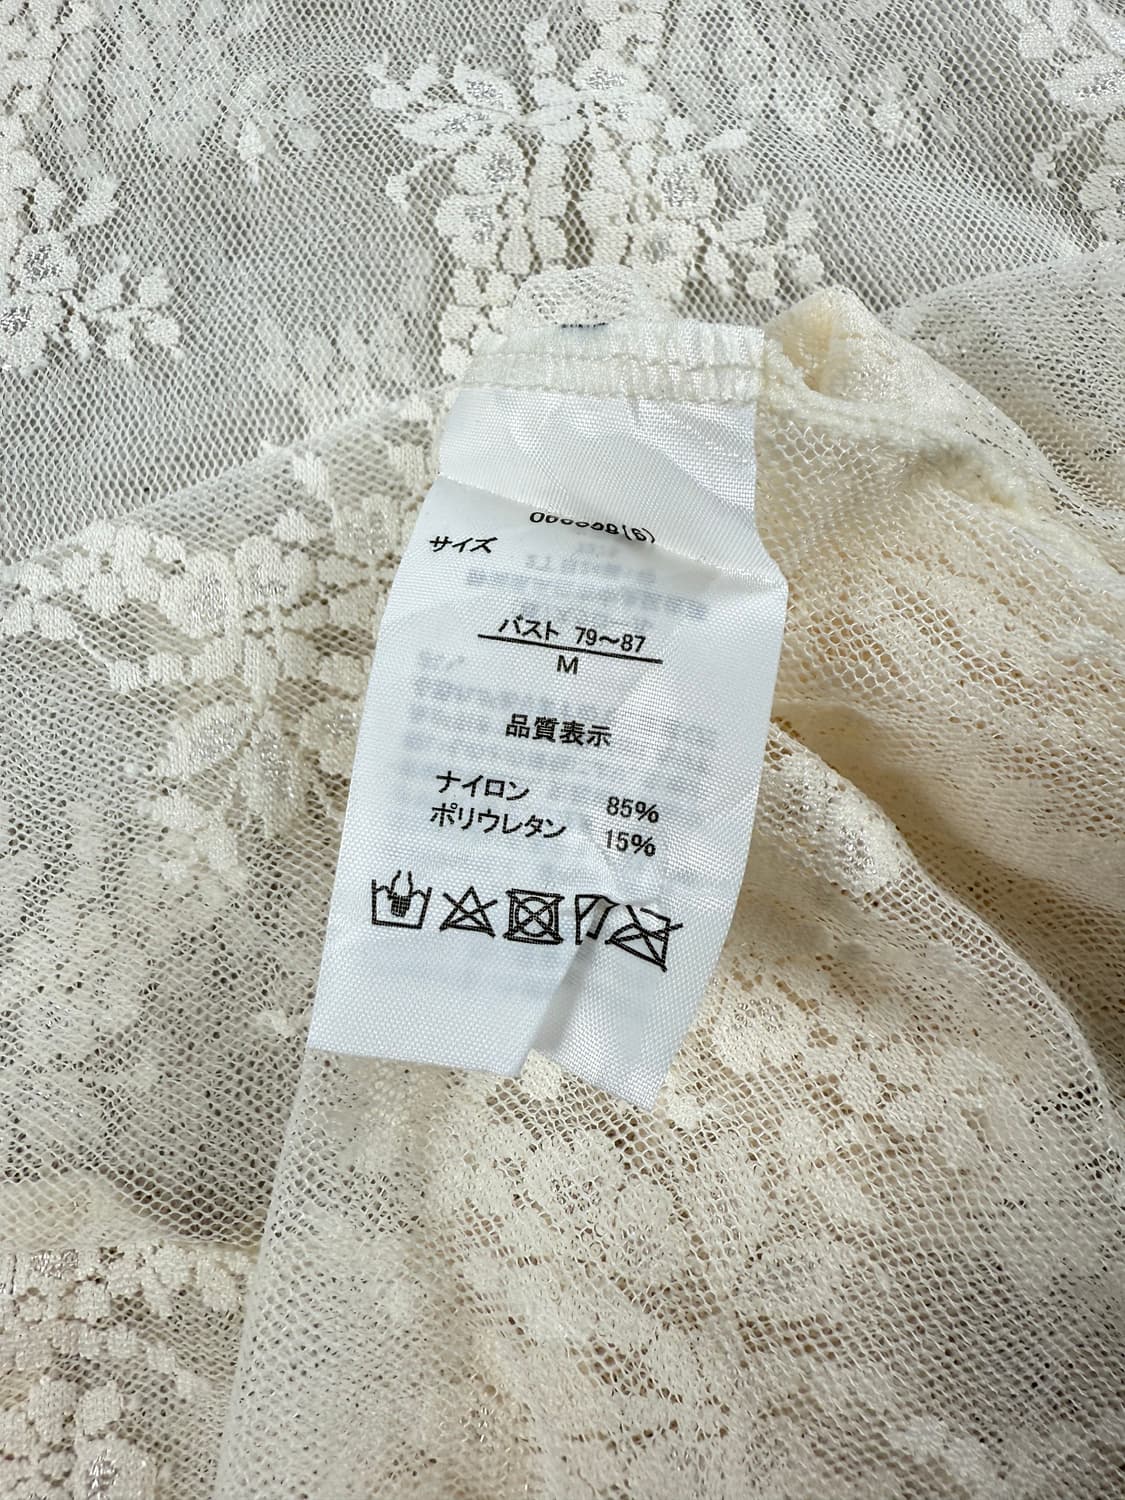 サイズ
バスト 79～87
M
品質表示
ナイロン 85%
ポリウレタン 15%